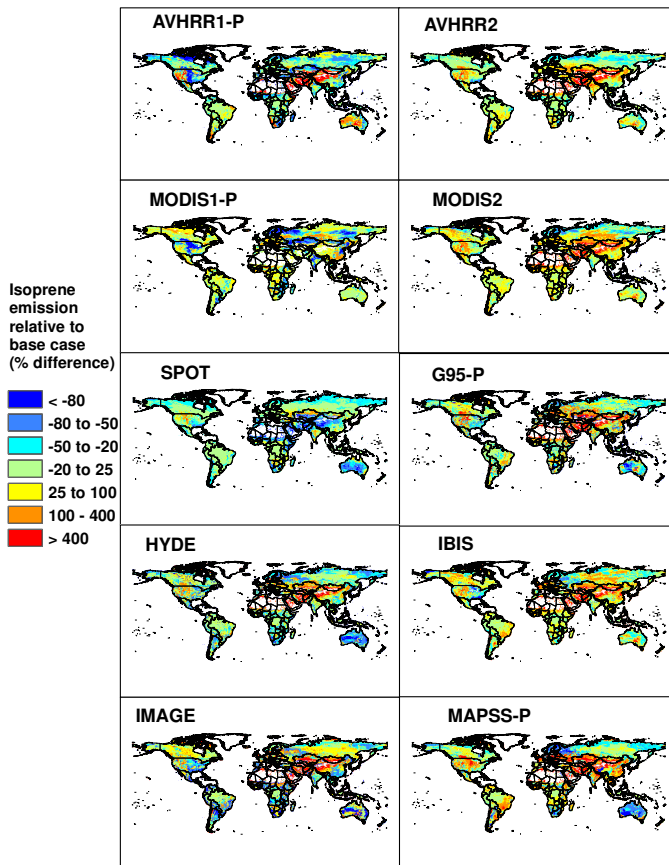 AVHRR1-P
AVHRR2
MODIS1-P
MODIS2
Isoprene
emission
relative to
base case
(% difference)
< -80
-80 to -50
-50 to -20
-20 to 25
25 to 100
100 - 400
> 400
SPOT
G95-P
HYDE
IBIS
IMAGE
MAPSS-P